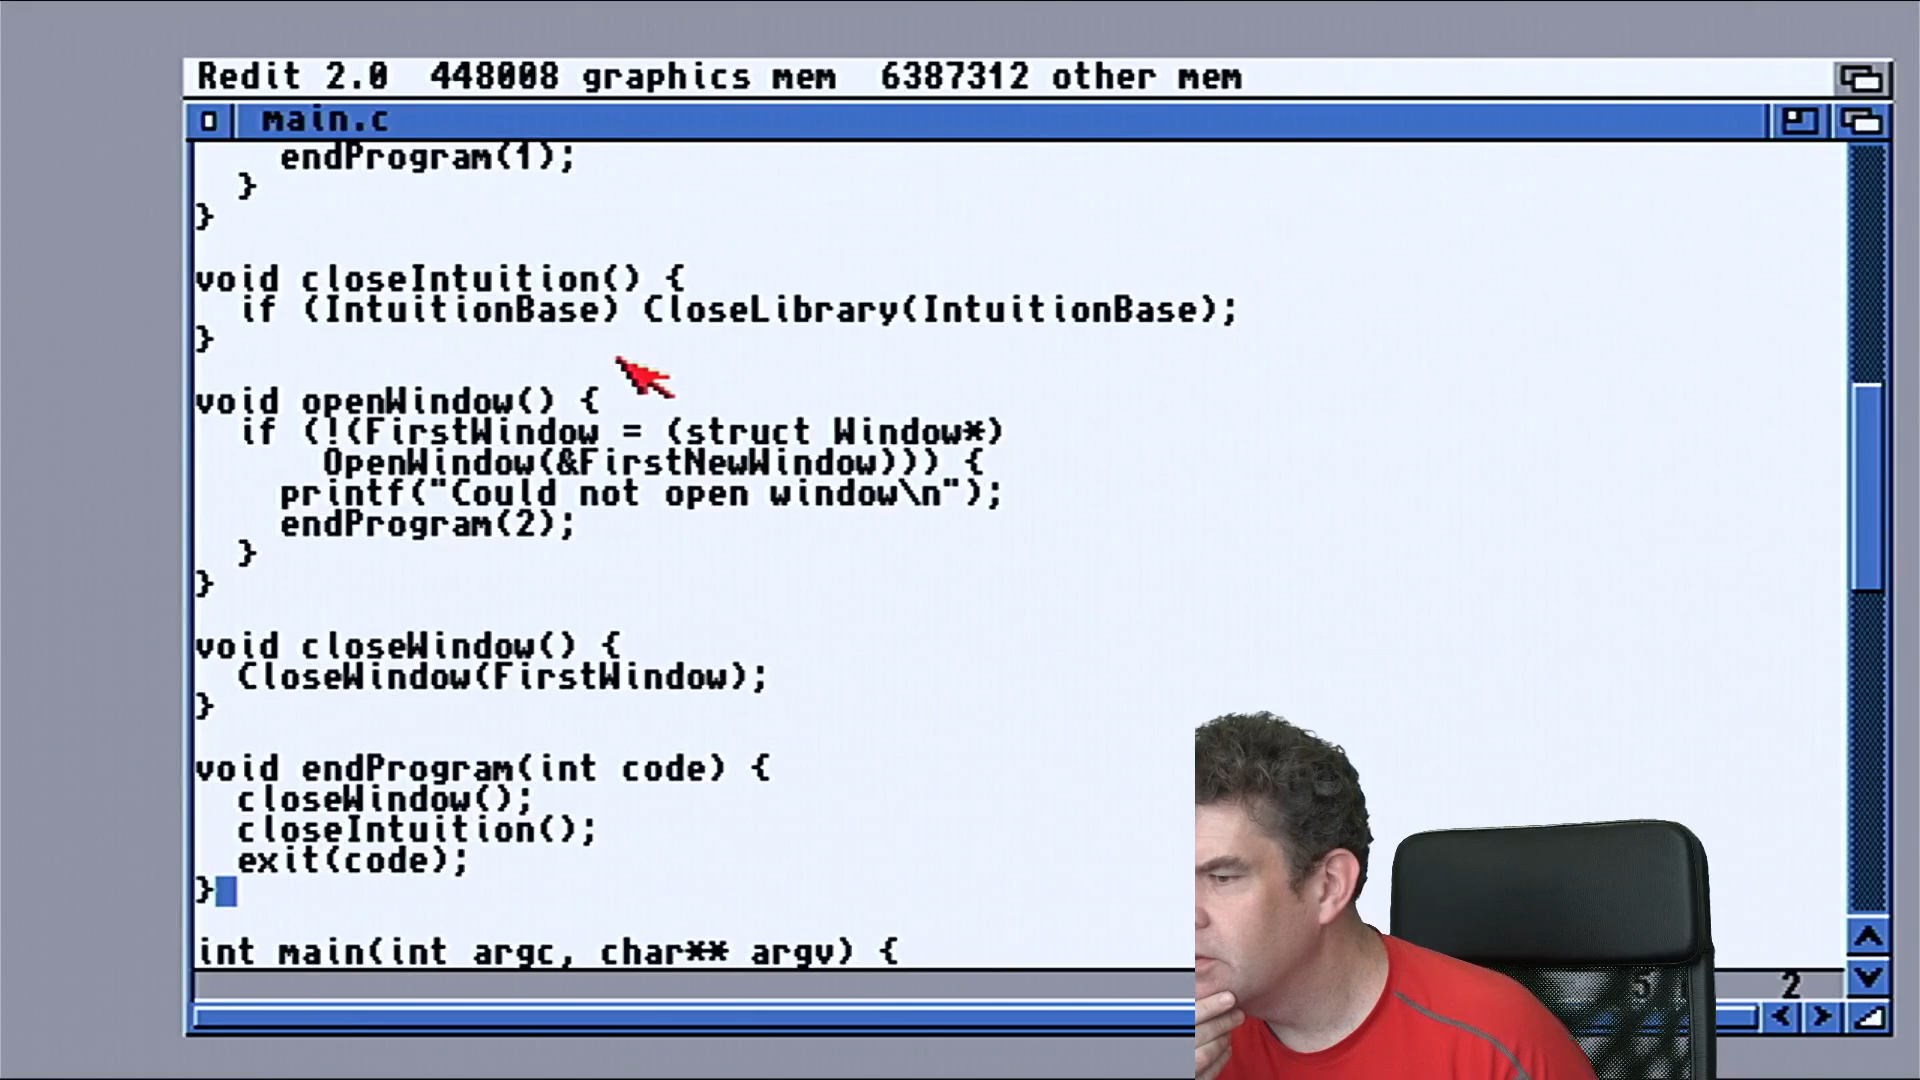 Redit 2.0 448008 graphics mem 6387312 other mem
main.c
endProgram(1);
}
}
void closeIntuition() {
if (IntuitionBase) CloseLibrary(IntuitionBase);
}
void openWindow() {
if (!(FirstWindow = (struct Window*)
OpenWindow(&FirstNewWindow))) {
printf("Could not open window\n");
endProgram(2);
}
}
void closeWindow() {
CloseWindow(FirstWindow);
}
void endProgram(int code) {
closeWindow();
closeIntuition();
exit(code);
}
int main(int argc, char** argv) {
5 2